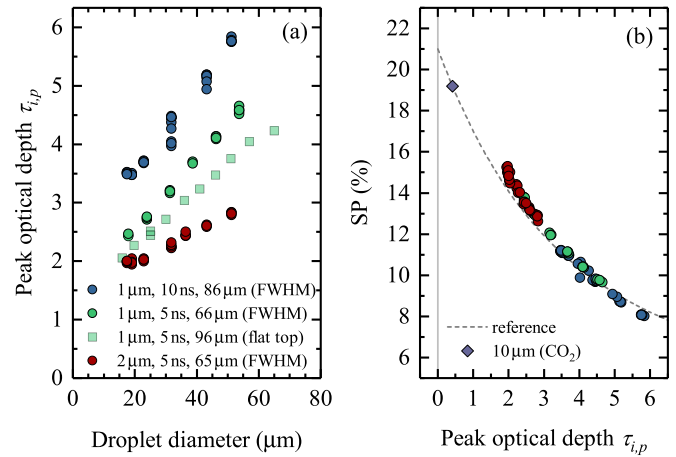 (a)
Peak optical depth τi,p
6
5
4
3
2
1
0
1 μm, 10 ns, 86 μm (FWHM)
1 μm, 5 ns, 66 μm (FWHM)
1 μm, 5 ns, 96 μm (flat top)
2 μm, 5 ns, 65 μm (FWHM)
0 20 40 60 80
Droplet diameter (μm)
(b)
SP (%)
22
20
18
16
14
12
10
8
6
reference
10 μm (CO₂)
0 1 2 3 4 5 6
Peak optical depth τi,p